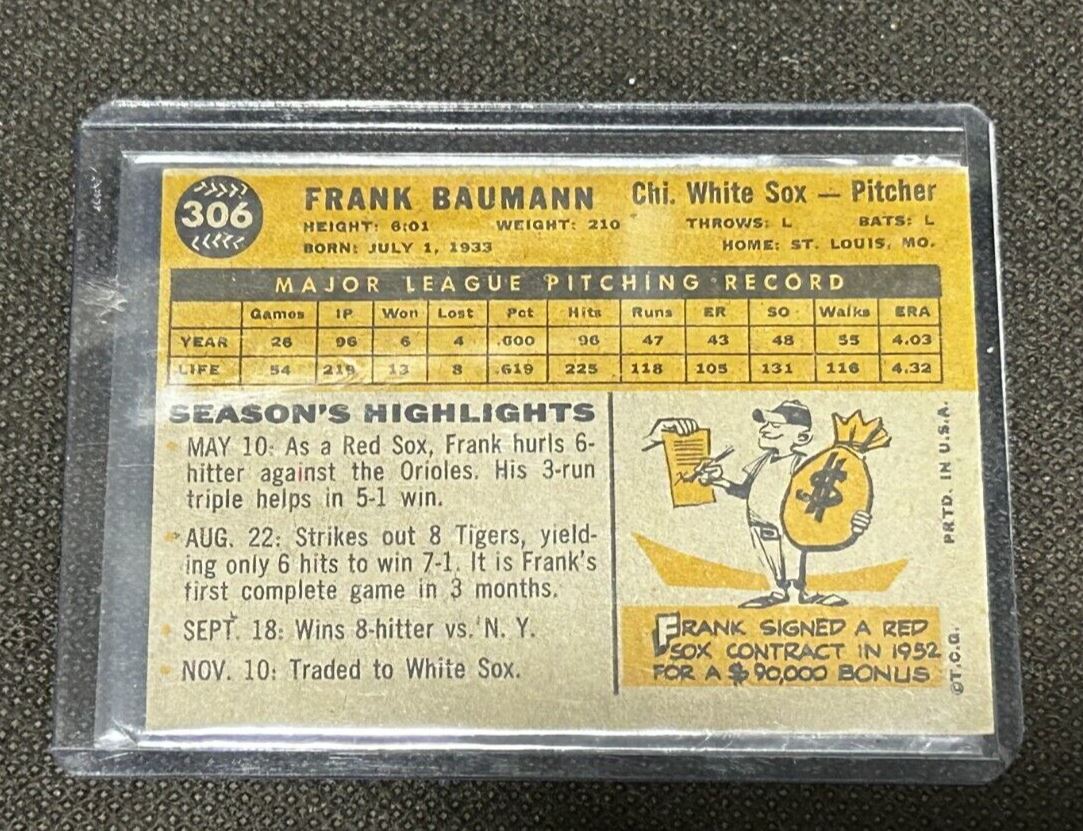 306
FRANK BAUMANN Chi. White Sox — Pitcher
HEIGHT: 6:01 WEIGHT: 210 THROWS: L BATS: L
BORN: JULY 1, 1933 HOME: ST. LOUIS, MO.
MAJOR LEAGUE PITCHING RECORD
Games IP Won Lost Pct Hits Runs ER SO Walks ERA
YEAR 26 96 6 4 .600 96 47 43 48 55 4.03
LIFE 54 219 13 8 .619 225 118 105 131 116 4.32
SEASON'S HIGHLIGHTS
MAY 10: As a Red Sox, Frank hurls 6-
hitter against the Orioles. His 3-run
triple helps in 5-1 win.
AUG. 22: Strikes out 8 Tigers, yield-
ing only 6 hits to win 7-1. It is Frank's
first complete game in 3 months.
SEPT. 18: Wins 8-hitter vs. N. Y.
NOV. 10: Traded to White Sox.
$
FRANK SIGNED A RED
SOX CONTRACT IN 1952
FOR A $90,000 BONUS
©T.C.G. PRTD. IN U.S.A.